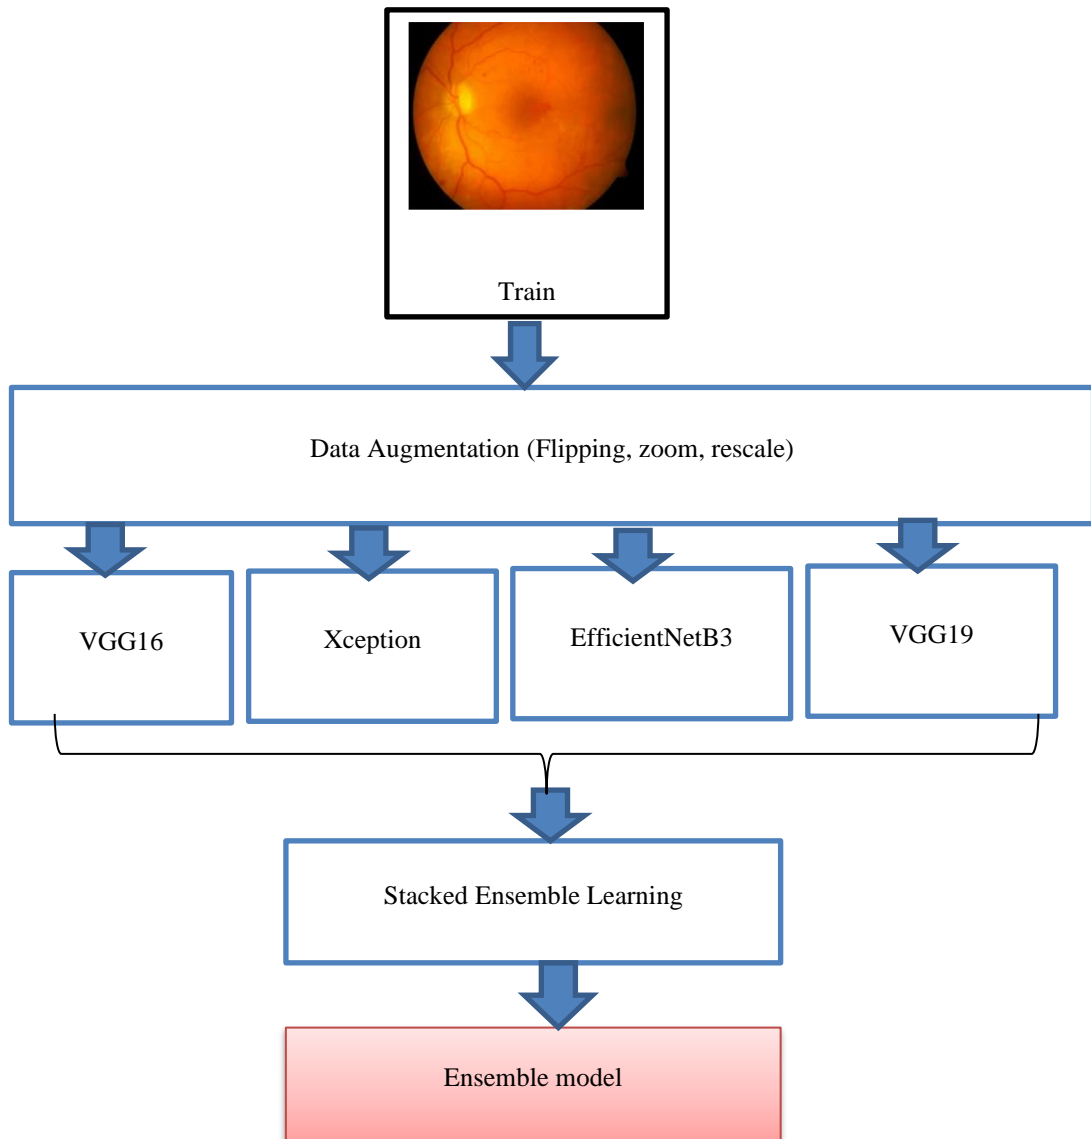 Train
Data Augmentation (Flipping, zoom, rescale)
VGG16
Xception
EfficientNetB3
VGG19
Stacked Ensemble Learning
Ensemble model